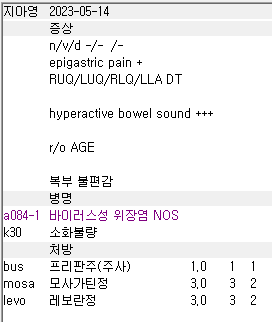 지아영 2023-05-14
증상
n/v/d -/- /-
epigastric pain +
RUQ/LUQ/RLQ/LLA DT
hyperactive bowel sound +++
r/o AGE
복부 불편감
병명
a084-1 바이러스성 위장염 NOS
k30 소화불량
처방
bus 프리판주(주사) 1.0 1 1
mosa 모사가틴정 3.0 3 2
levo 레보란정 3.0 3 2